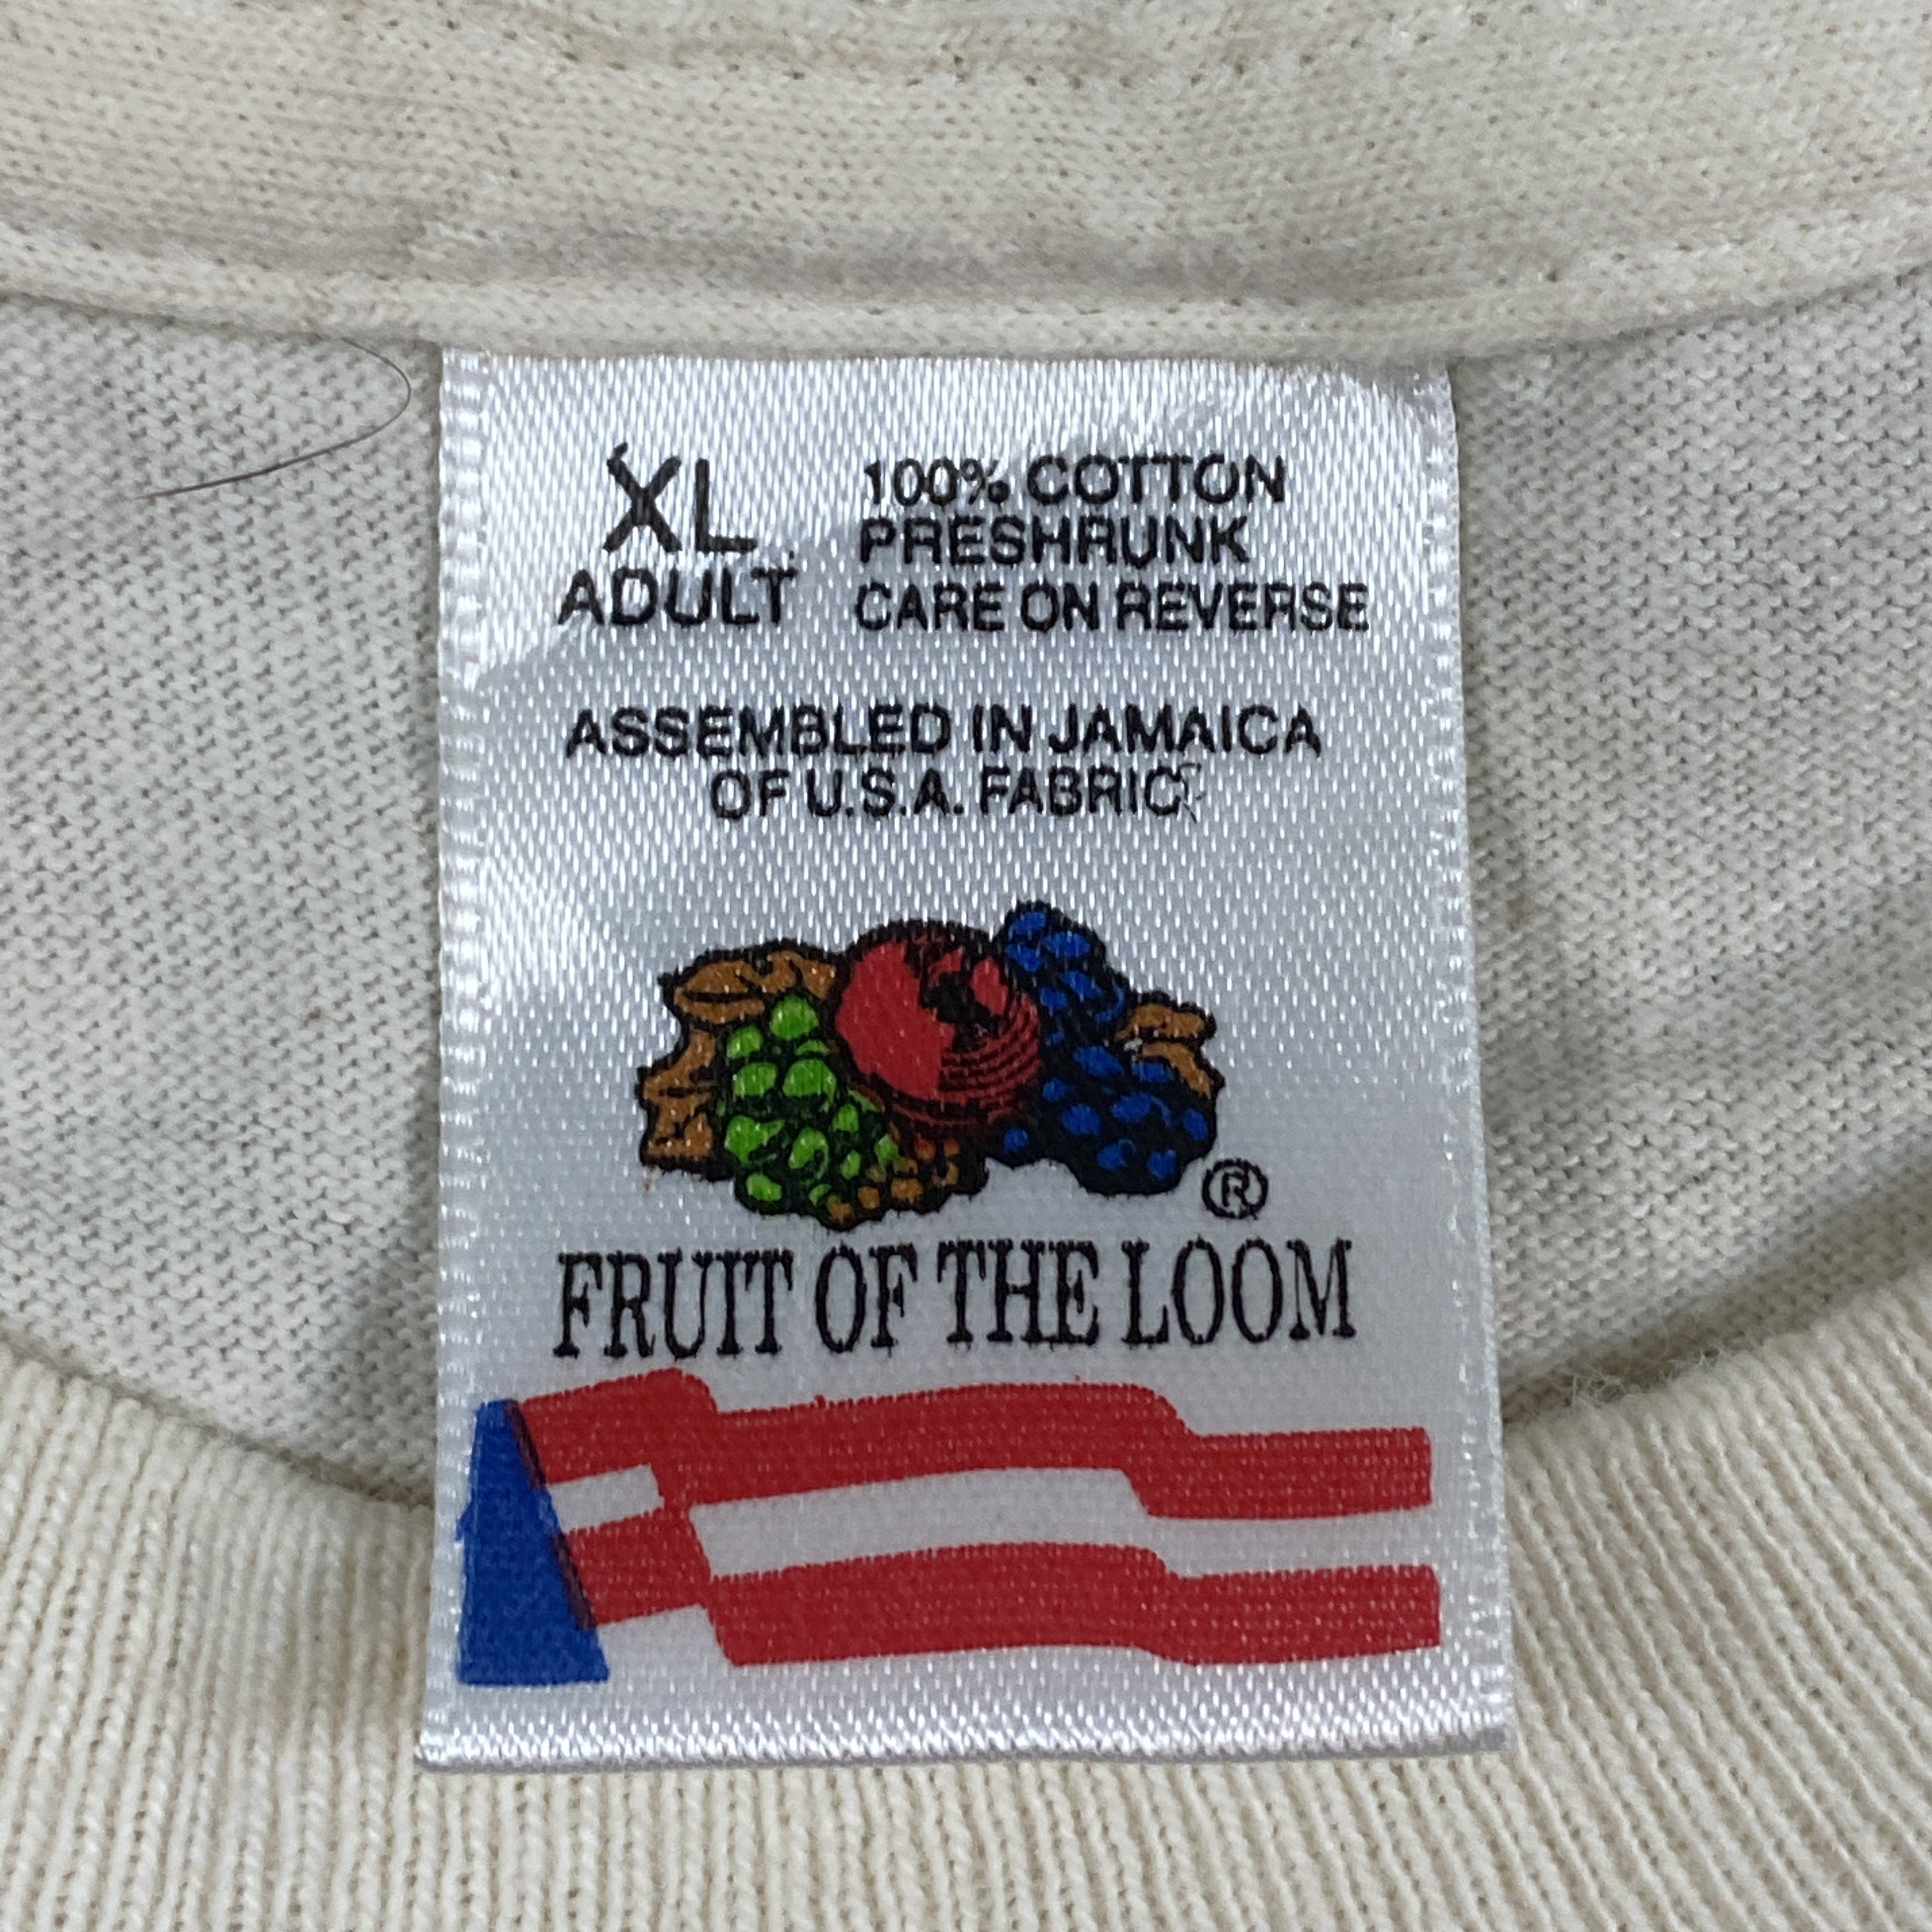 XL
ADULT
100% COTTON
PRESHRUNK
CARE ON REVERSE
ASSEMBLED IN JAMAICA
OF U.S.A. FABRIC
®
FRUIT OF THE LOOM